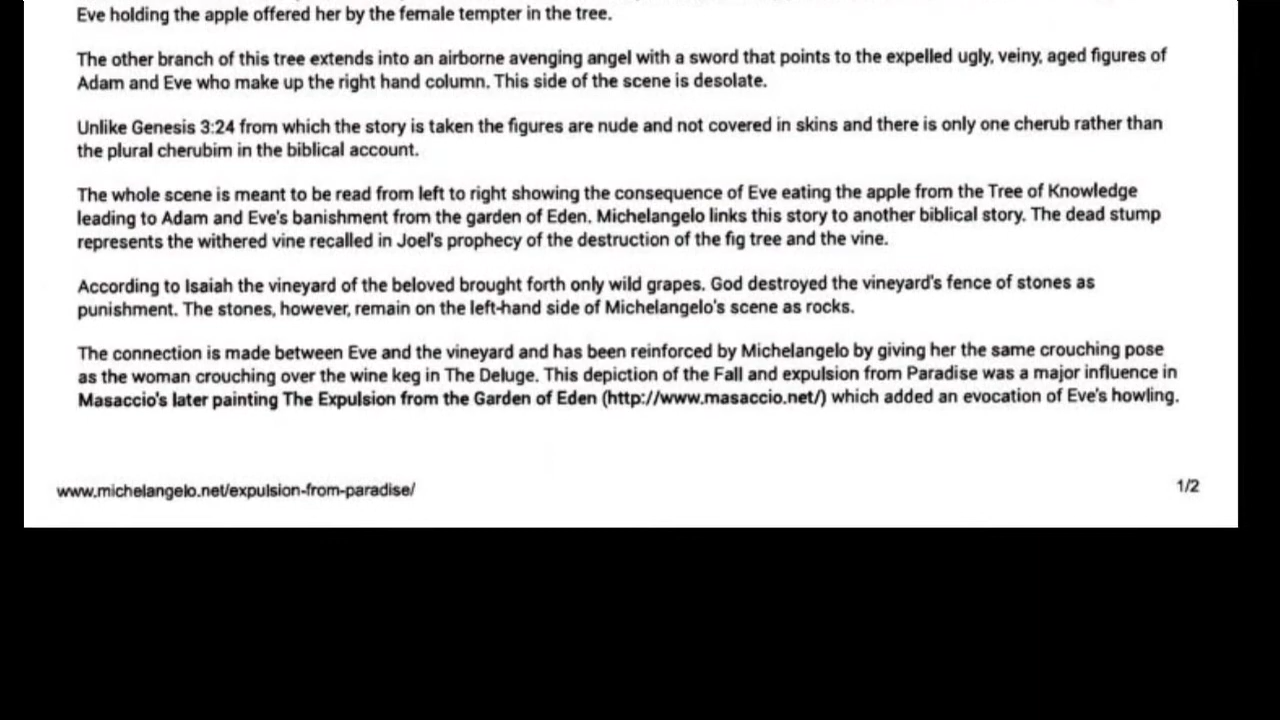 Eve holding the apple offered her by the female tempter in the tree.
The other branch of this tree extends into an airborne avenging angel with a sword that points to the expelled ugly, veiny, aged figures of
Adam and Eve who make up the right hand column. This side of the scene is desolate.
Unlike Genesis 3:24 from which the story is taken the figures are nude and not covered in skins and there is only one cherub rather than
the plural cherubim in the biblical account.
The whole scene is meant to be read from left to right showing the consequence of Eve eating the apple from the Tree of Knowledge
leading to Adam and Eve's banishment from the garden of Eden. Michelangelo links this story to another biblical story. The dead stump
represents the withered vine recalled in Joel's prophecy of the destruction of the fig tree and the vine.
According to Isaiah the vineyard of the beloved brought forth only wild grapes. God destroyed the vineyard's fence of stones as
punishment. The stones, however, remain on the left-hand side of Michelangelo's scene as rocks.
The connection is made between Eve and the vineyard and has been reinforced by Michelangelo by giving her the same crouching pose
as the woman crouching over the wine keg in The Deluge. This depiction of the Fall and expulsion from Paradise was a major influence in
Masaccio's later painting The Expulsion from the Garden of Eden (http://www.masaccio.net/) which added an evocation of Eve's howling.
www.michelangelo.net/expulsion-from-paradise/
1/2